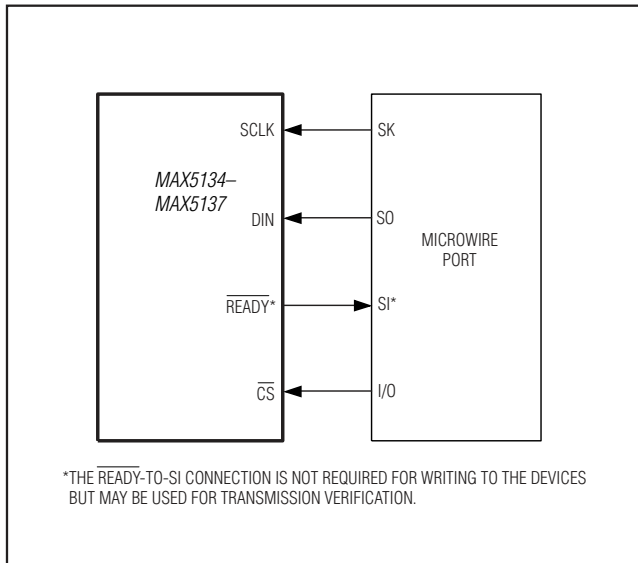 SCLK
SK
MAX5134–
MAX5137
DIN
SO
MICROWIRE
PORT
READY*
SI*
CS
I/O
*THE READY-TO-SI CONNECTION IS NOT REQUIRED FOR WRITING TO THE DEVICES
BUT MAY BE USED FOR TRANSMISSION VERIFICATION.